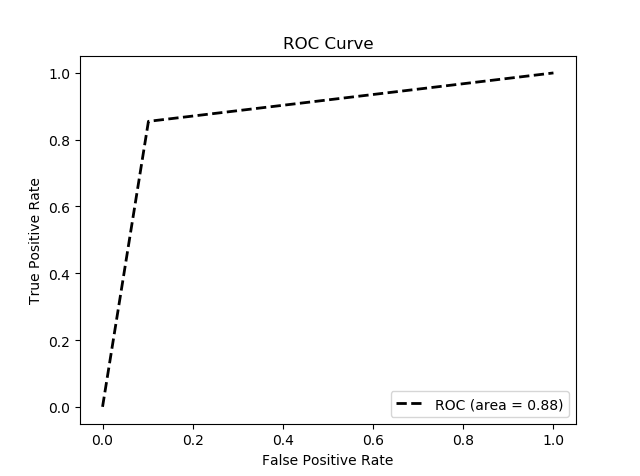 ROC Curve
1.0
0.8
0.6
0.4
0.2
0.0
True Positive Rate
ROC (area = 0.88)
0.0 0.2 0.4 0.6 0.8 1.0
False Positive Rate